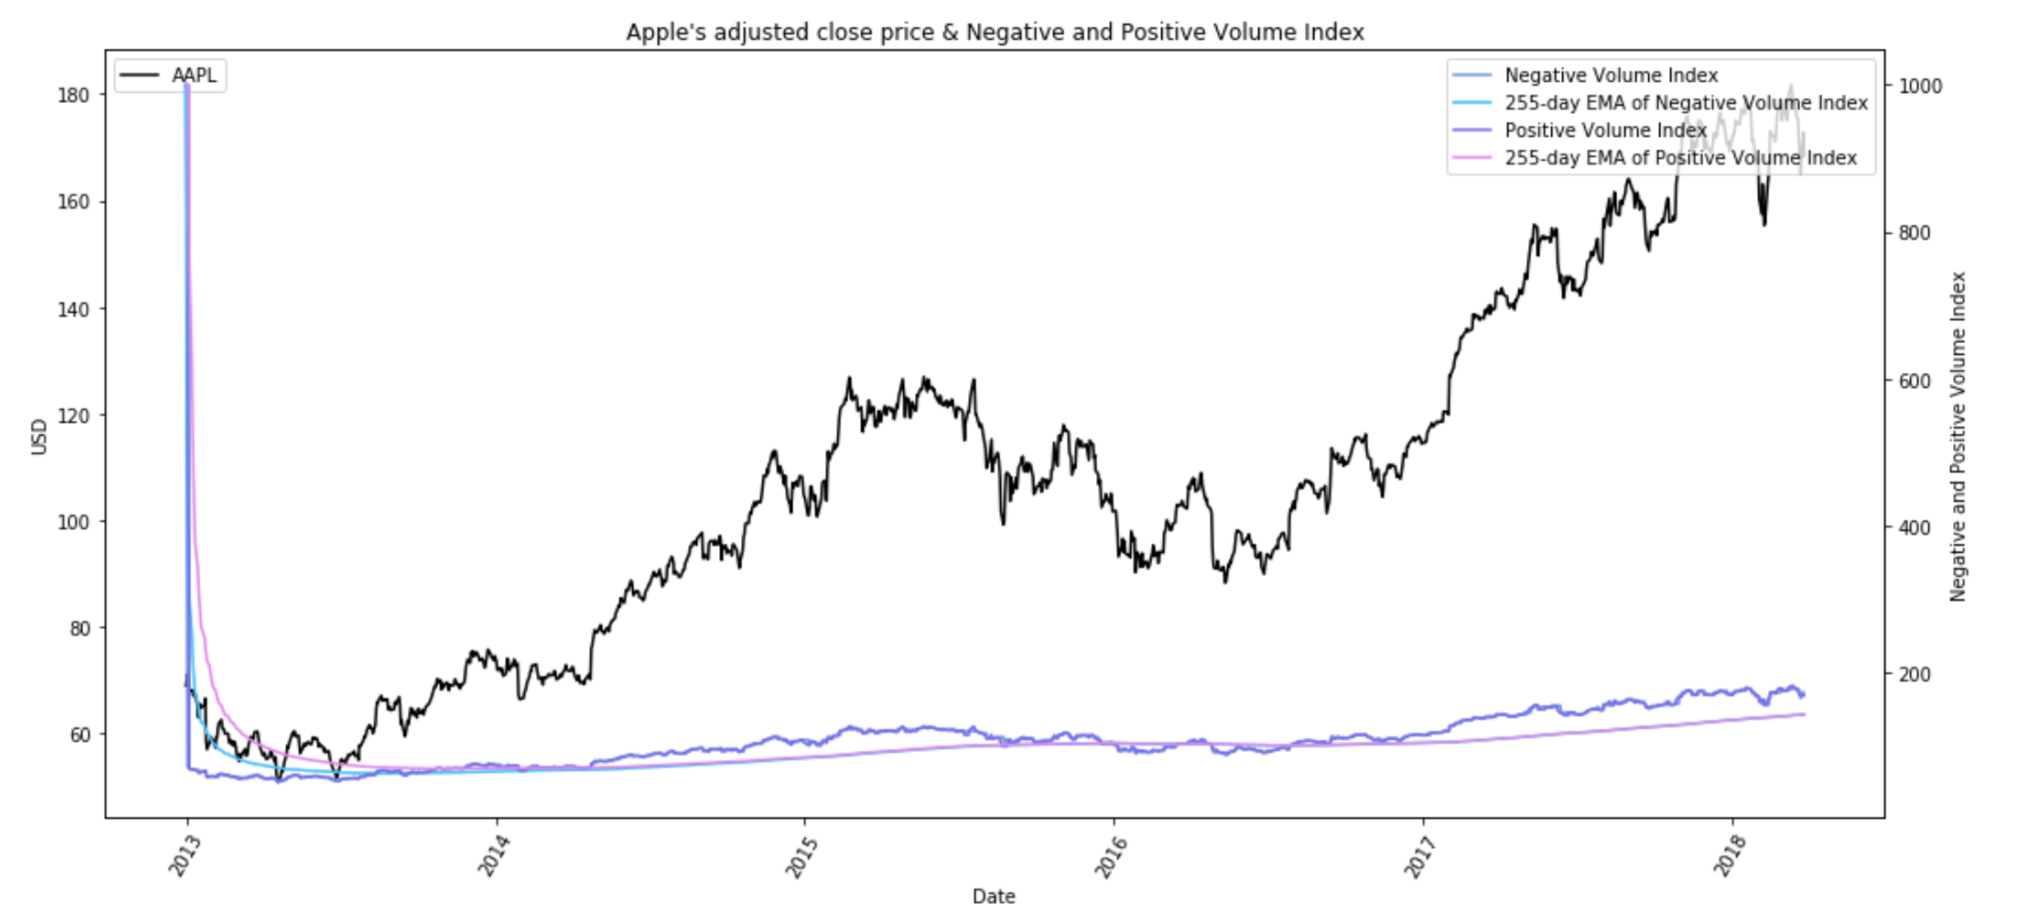 Apple's adjusted close price & Negative and Positive Volume Index
AAPL
Negative Volume Index
255-day EMA of Negative Volume Index
Positive Volume Index
255-day EMA of Positive Volume Index
180
160
140
120
100
80
60
USD
1000
800
600
400
200
Negative and Positive Volume Index
2013
2014
2015
2016
2017
2018
Date